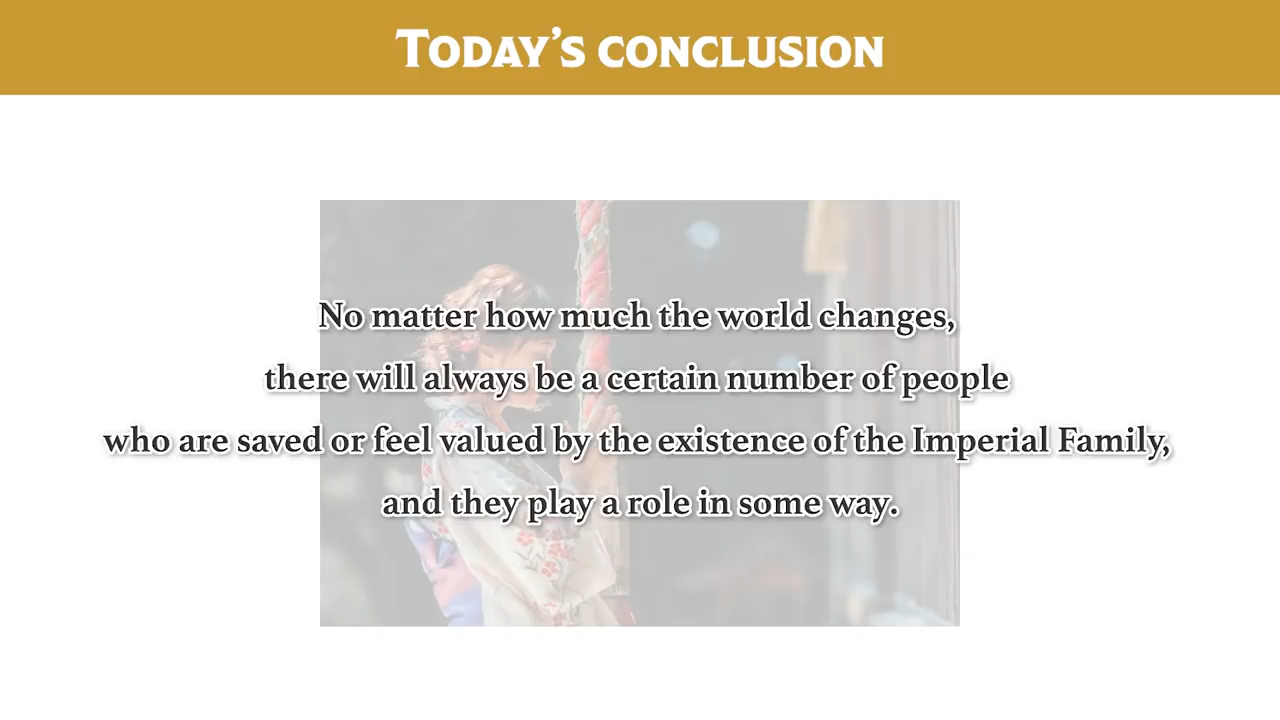 Today's conclusion
No matter how much the world changes,
there will always be a certain number of people
who are saved or feel valued by the existence of the Imperial Family,
and they play a role in some way.